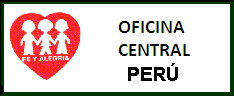 FE Y ALEGRIA
OFICINA
CENTRAL
PERÚ